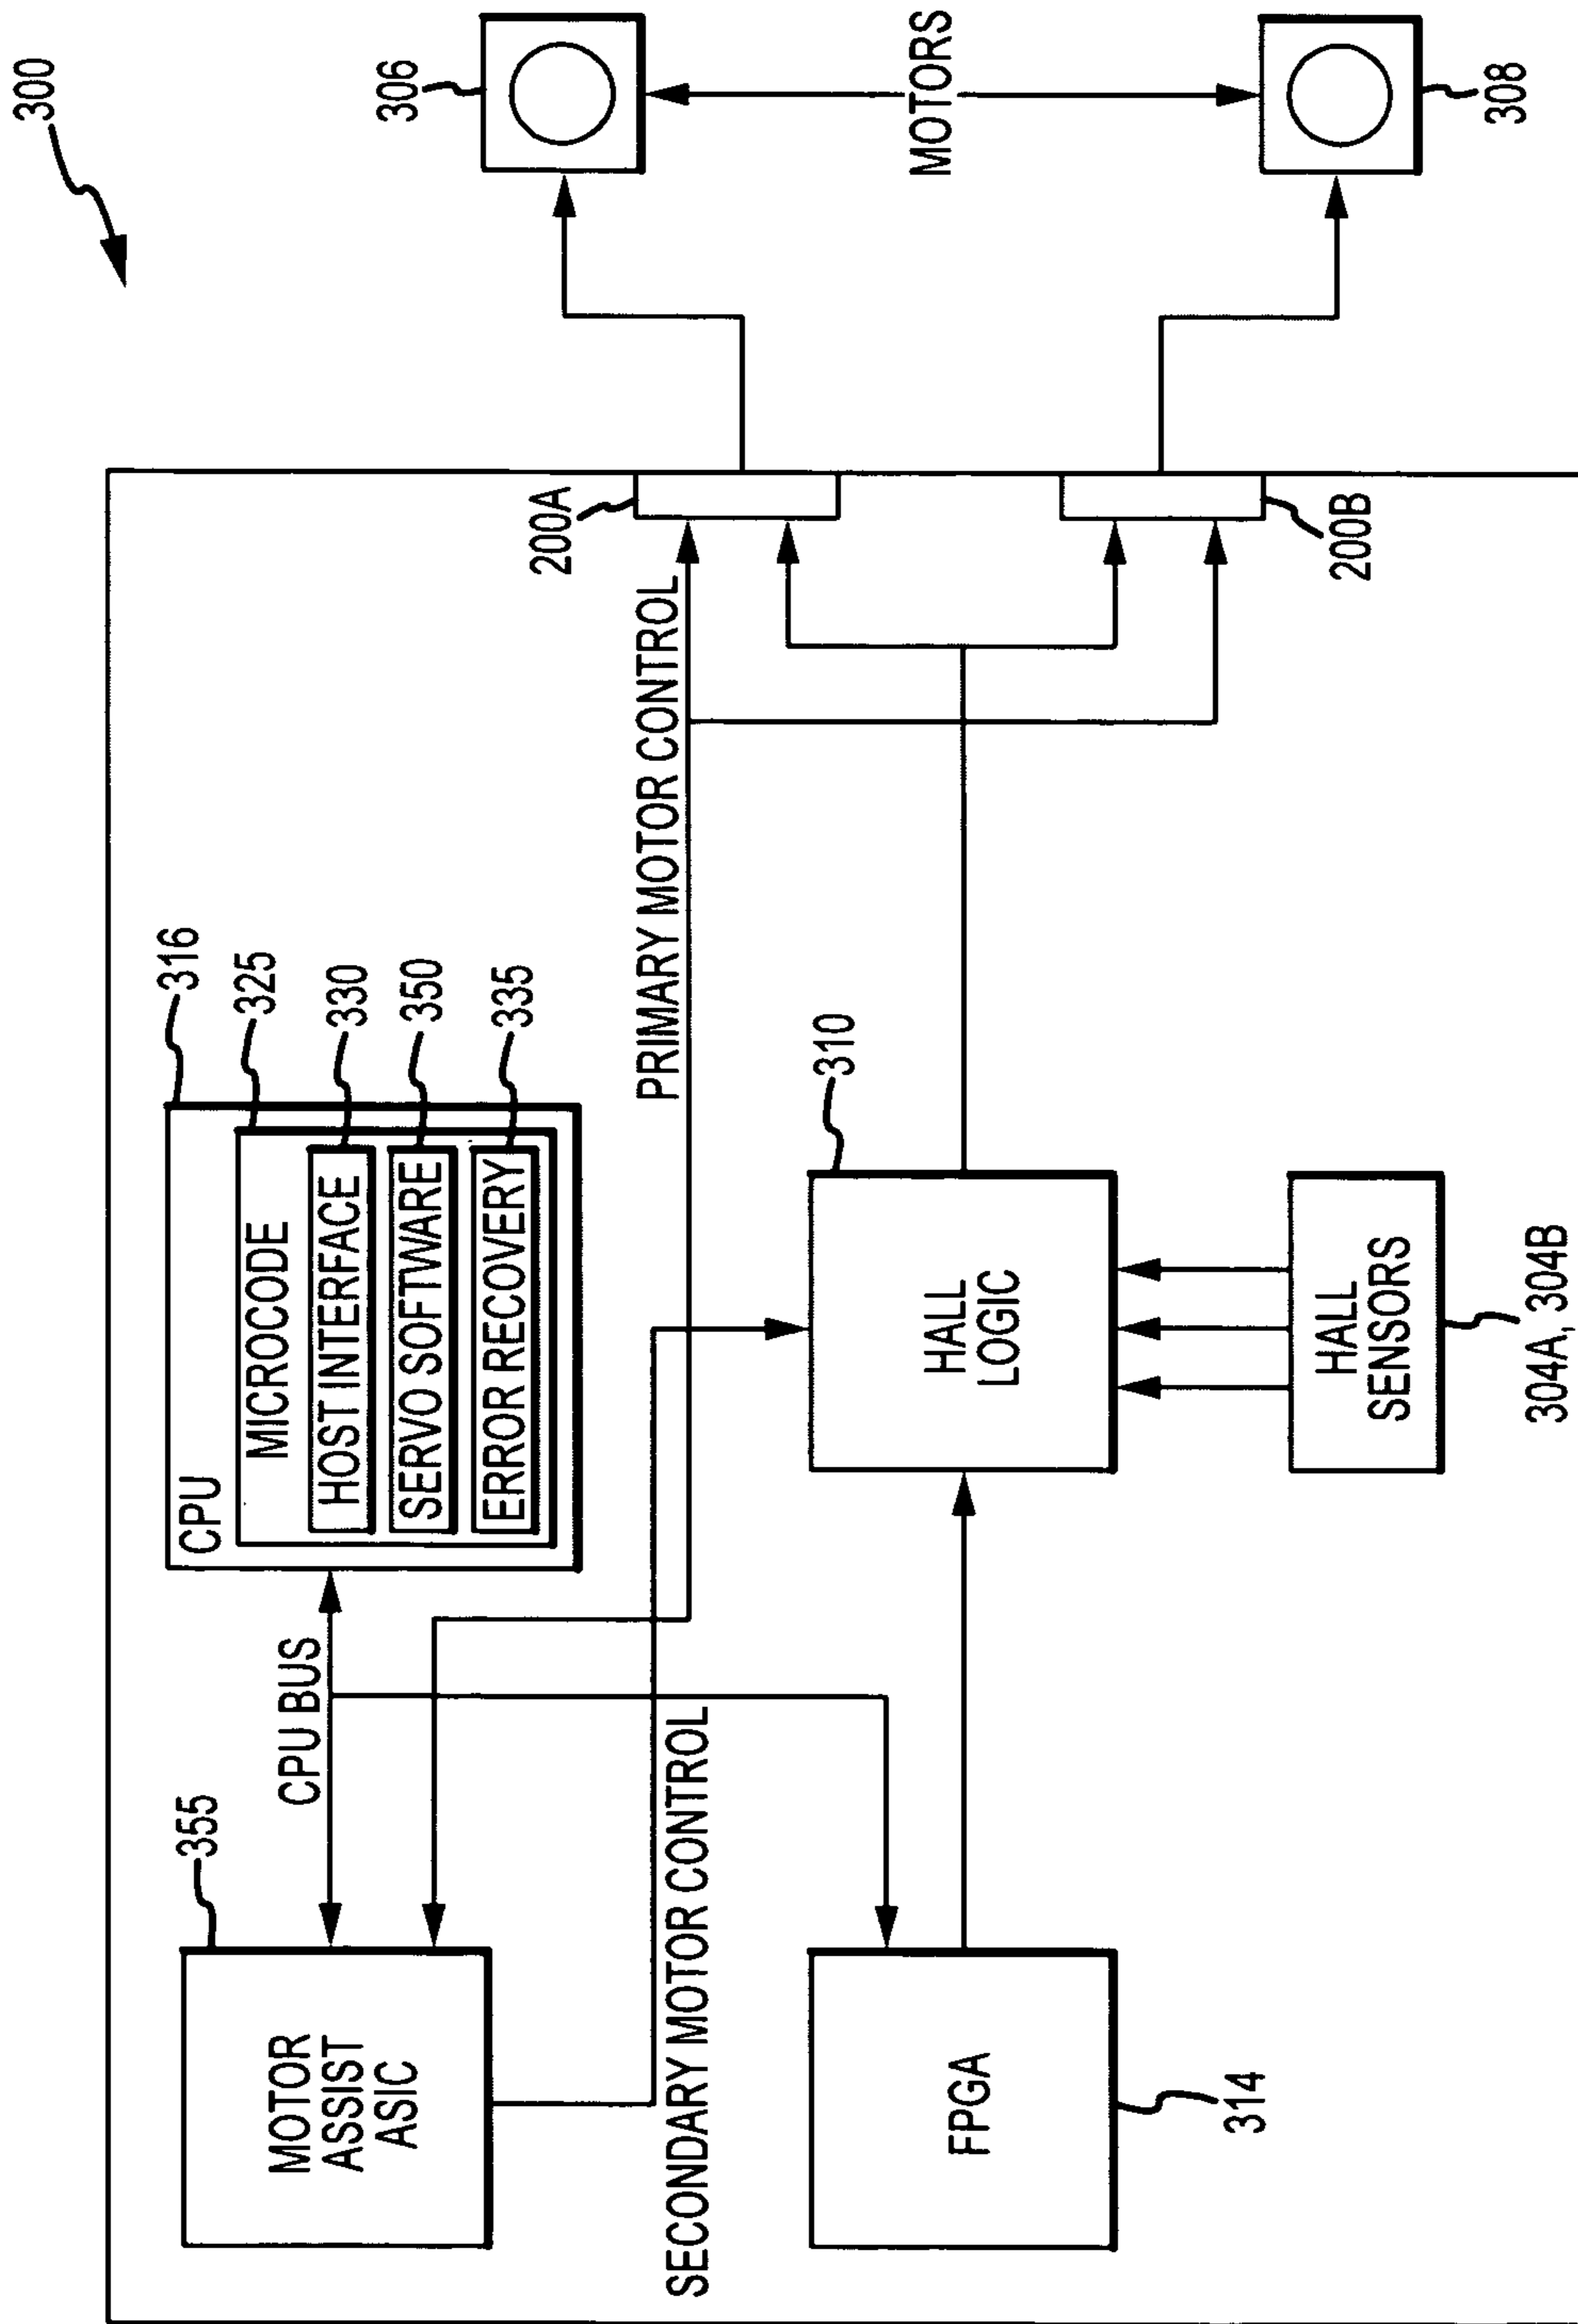 300
306
MOTORS
308
200A
200B
PRIMARY MOTOR CONTROL
316
325
330
350
335
CPU
MICROCODE
HOST INTERFACE
SERVO SOFTWARE
ERROR RECOVERY
310
HALL
LOGIC
HALL
SENSORS
304A, 304B
CPU BUS
355
MOTOR
ASSIST
ASIC
SECONDARY MOTOR CONTROL
FPGA
314